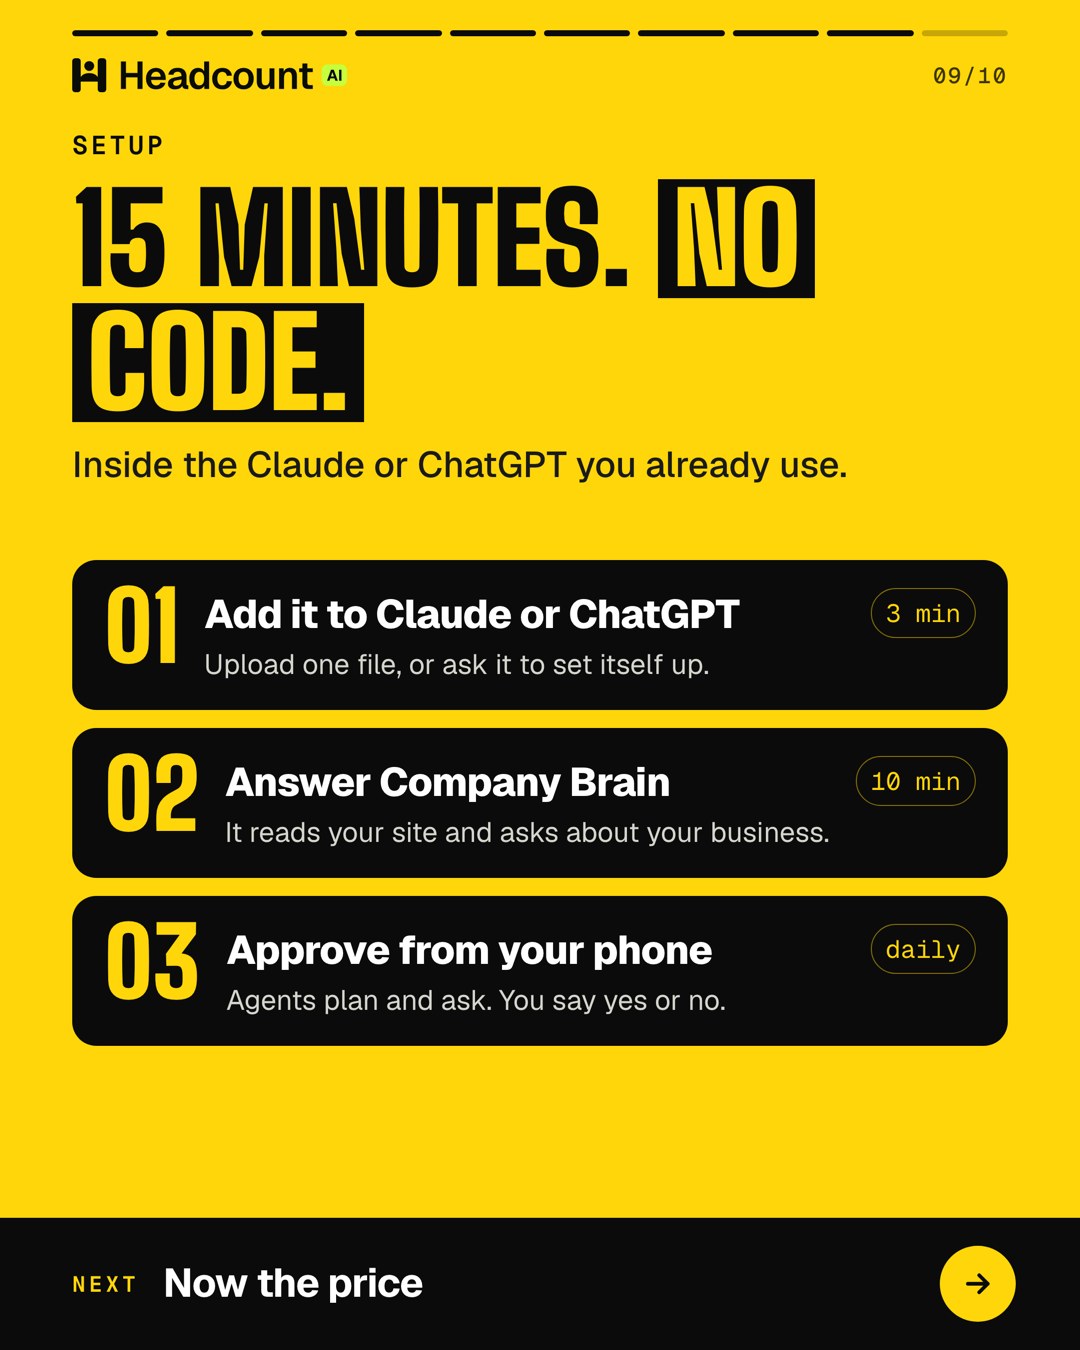 Headcount AI
09/10
SETUP
15 MINUTES. NO
CODE.
Inside the Claude or ChatGPT you already use.
01
Add it to Claude or ChatGPT
3 min
Upload one file, or ask it to set itself up.
02
Answer Company Brain
10 min
It reads your site and asks about your business.
03
Approve from your phone
daily
Agents plan and ask. You say yes or no.
NEXT Now the price